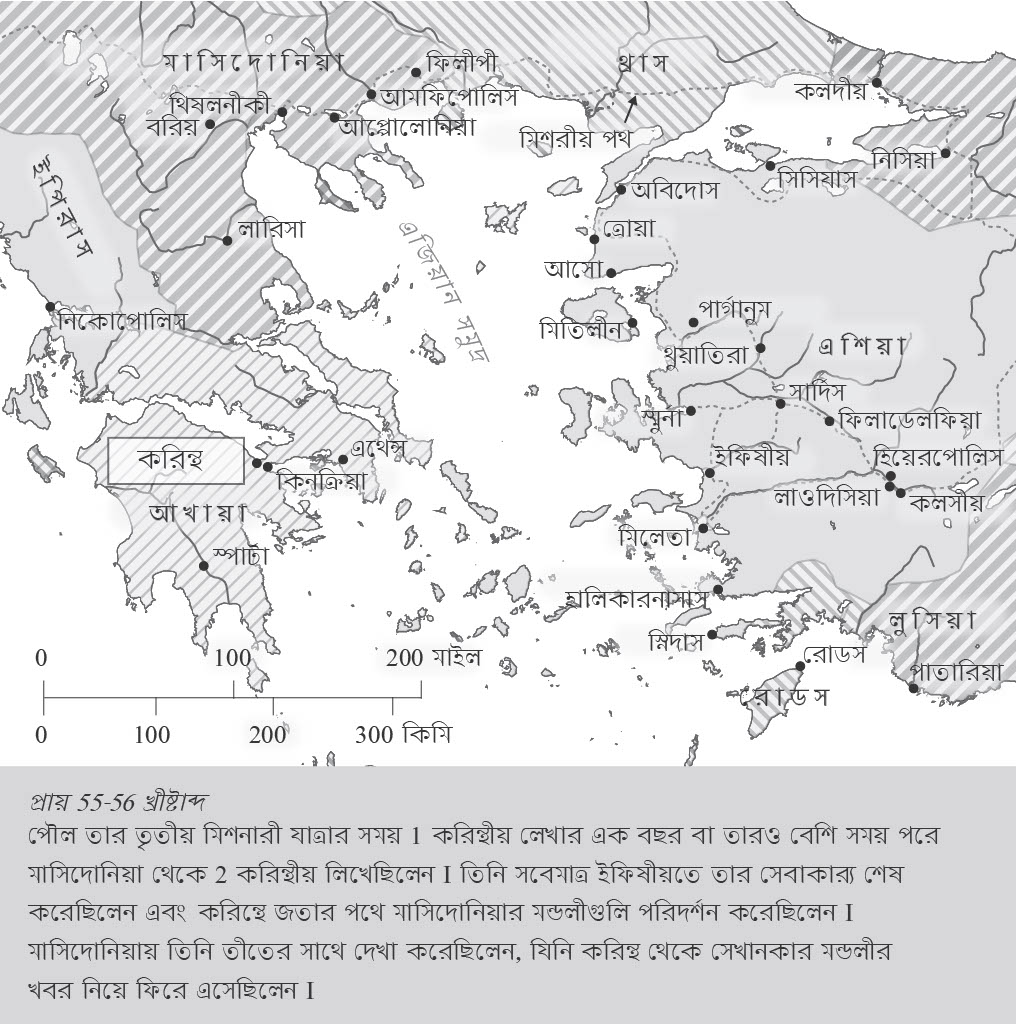 মাসিদোনিয়া
ফিলীপী
থ্রাস
আমফিপোলিস
কলদীয়
থিষলনীকী
বরিয়
আপ্লোলোনিয়া
মিশরীয় পথ
নিসিয়া
সিসিয়াস
অবিদোস
ইপিরাস
লারিসা
ত্রোয়া
এজিয়ান সমুদ্র
আসো
নিকোপোলিস
মিতিলীন
পার্গানুম
থুয়াতিরা
এশিয়া
সার্দিস
স্মুর্না
ফিলাডেলফিয়া
করিন্থ
এথেন্স
কিনক্রিয়া
ইফিষীয়
হিয়েরপোলিস
লাওদিসিয়া
কলসীয়
আখায়া
মিলেতা
স্পার্টা
হালিকারনাসাস
লুসিয়া
স্নিদাস
রোডস
পাতারিয়া
রোডস
0 100 200 মাইল
0 100 200 300 কিমি
প্রায় 55-56 খ্রীষ্টাব্দ
পৌল তার তৃতীয় মিশনারী যাত্রার সময় 1 করিন্থীয় লেখার এক বছর বা তারও বেশি সময় পরে
মাসিদোনিয়া থেকে 2 করিন্থীয় লিখেছিলেন I তিনি সবেমাত্র ইফিষীয়তে তার সেবাকার্য শেষ
করেছিলেন এবং করিন্থে জতার পথে মাসিদোনিয়ার মন্ডলীগুলি পরিদর্শন করেছিলেন I
মাসিদোনিয়ায় তিনি তীতের সাথে দেখা করেছিলেন, যিনি করিন্থ থেকে সেখানকার মন্ডলীর
খবর নিয়ে ফিরে এসেছিলেন I